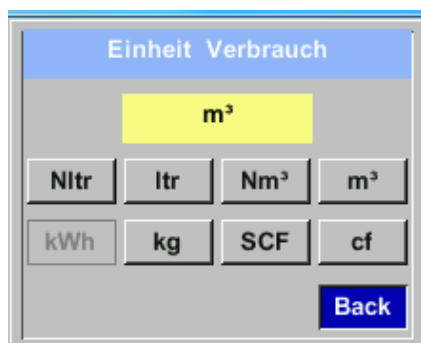 Einheit Verbrauch
m³
Nltr ltr Nm³ m³
kWh kg SCF cf
Back